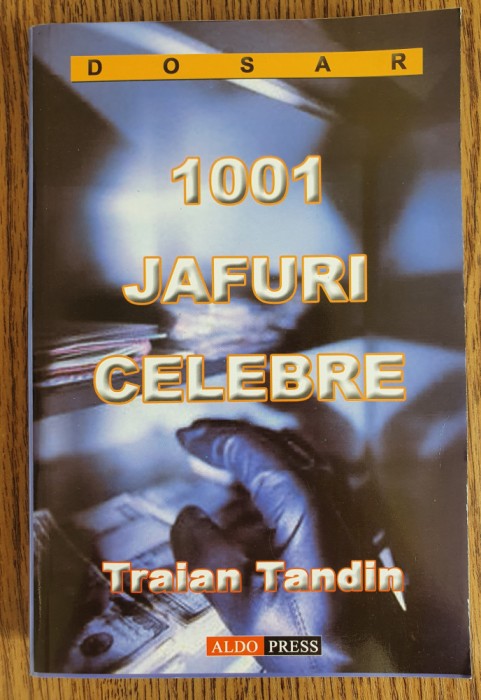 DOSAR
1001
JAFURI
CELEBRE
Traian Tandin
ALDO PRESS